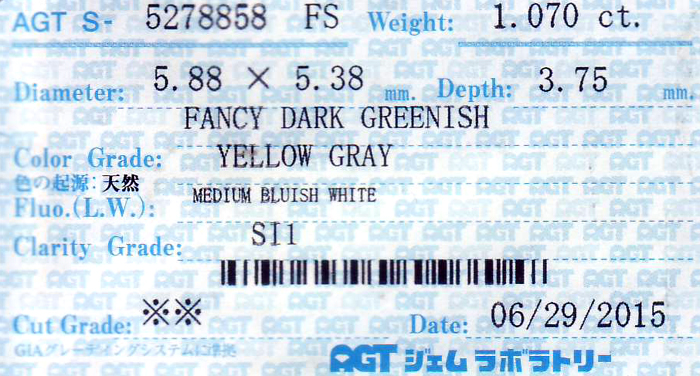 AGT S- 5278858 FS Weight: 1.070 ct.
Diameter: 5.88 × 5.38 mm. Depth: 3.75 mm.
FANCY DARK GREENISH
Color Grade: YELLOW GRAY
色の起源: 天然
Fluo.(L.W.): MEDIUM BLUISH WHITE
Clarity Grade: SI1
Cut Grade: ※※ Date: 06/29/2015
GIAグレーディングシステムに準拠
AGT ジェム ラボラトリー